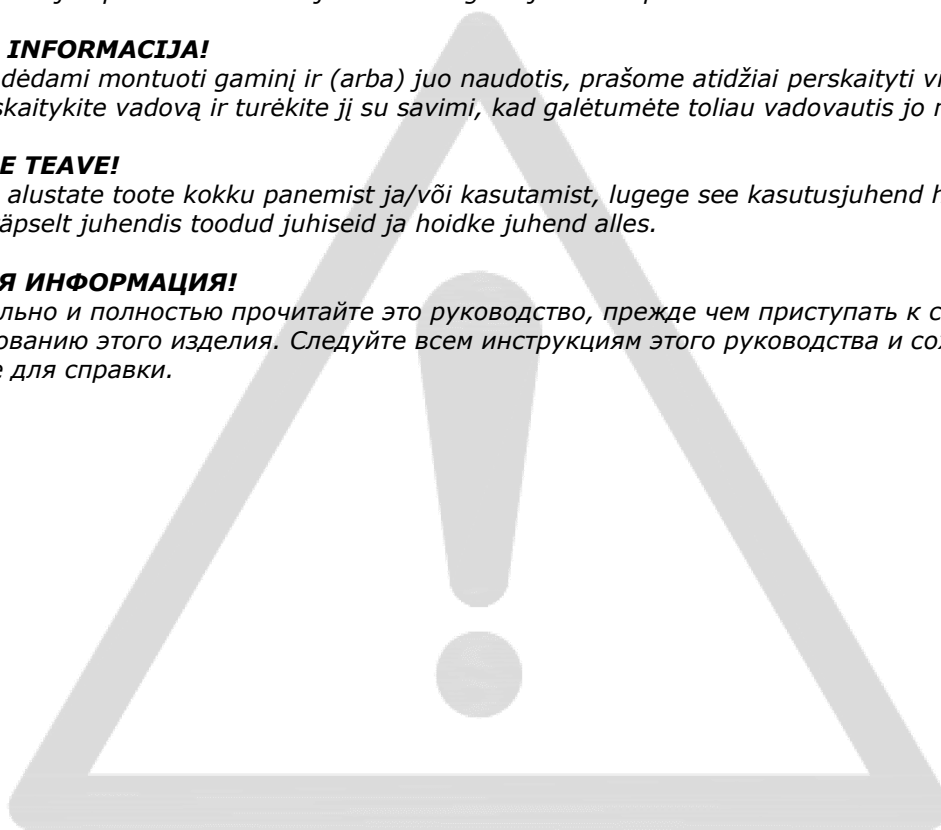 INFORMACIJA!
dėdami montuoti gaminį ir (arba) juo naudotis, prašome atidžiai perskaityti
skaitykite vadovą ir turėkite jį su savimi, kad galėtumėte toliau vadovautis jo
E TEAVE!
alustate toote kokku panemist ja/või kasutamist, lugege see kasutusjuhend
äpselt juhendis toodud juhiseid ja hoidke juhend alles.
Я ИНФОРМАЦИЯ!
льно и полностью прочитайте это руководство, прежде чем приступать к
ованию этого изделия. Следуйте всем инструкциям этого руководства и
е для справки.